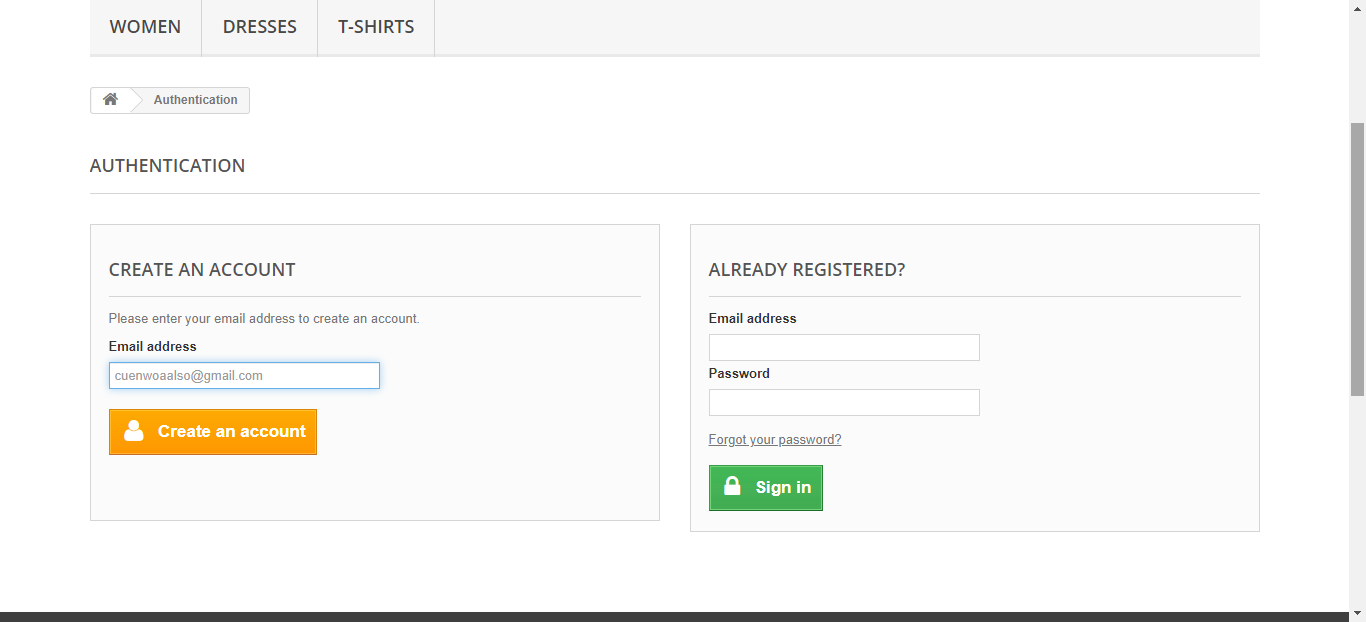 WOMEN DRESSES T-SHIRTS
Authentication
AUTHENTICATION
CREATE AN ACCOUNT
Please enter your email address to create an account.
Email address
cuenwoaalso@gmail.com
Create an account
ALREADY REGISTERED?
Email address
Password
Forgot your password?
Sign in